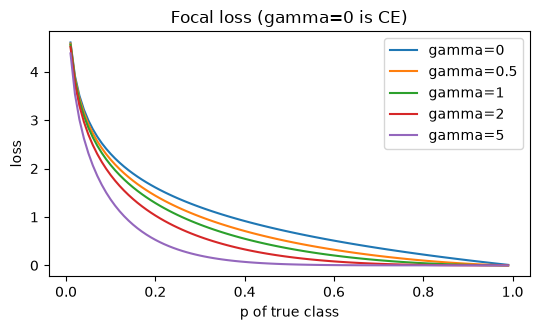 Focal loss (gamma=0 is CE)
gamma=0
gamma=0.5
gamma=1
gamma=2
gamma=5
loss
4
3
2
1
0
0.0 0.2 0.4 0.6 0.8 1.0
p of true class